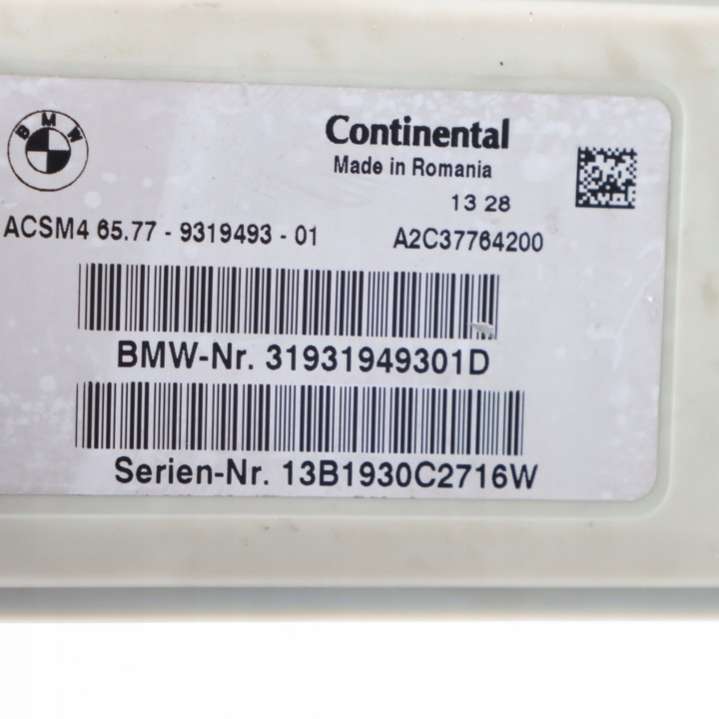 BMW
Continental
Made in Romania
13 28
ACSM4 65.77 - 9319493 - 01 A2C37764200
BMW-Nr. 31931949301D
Serien-Nr. 13B1930C2716W